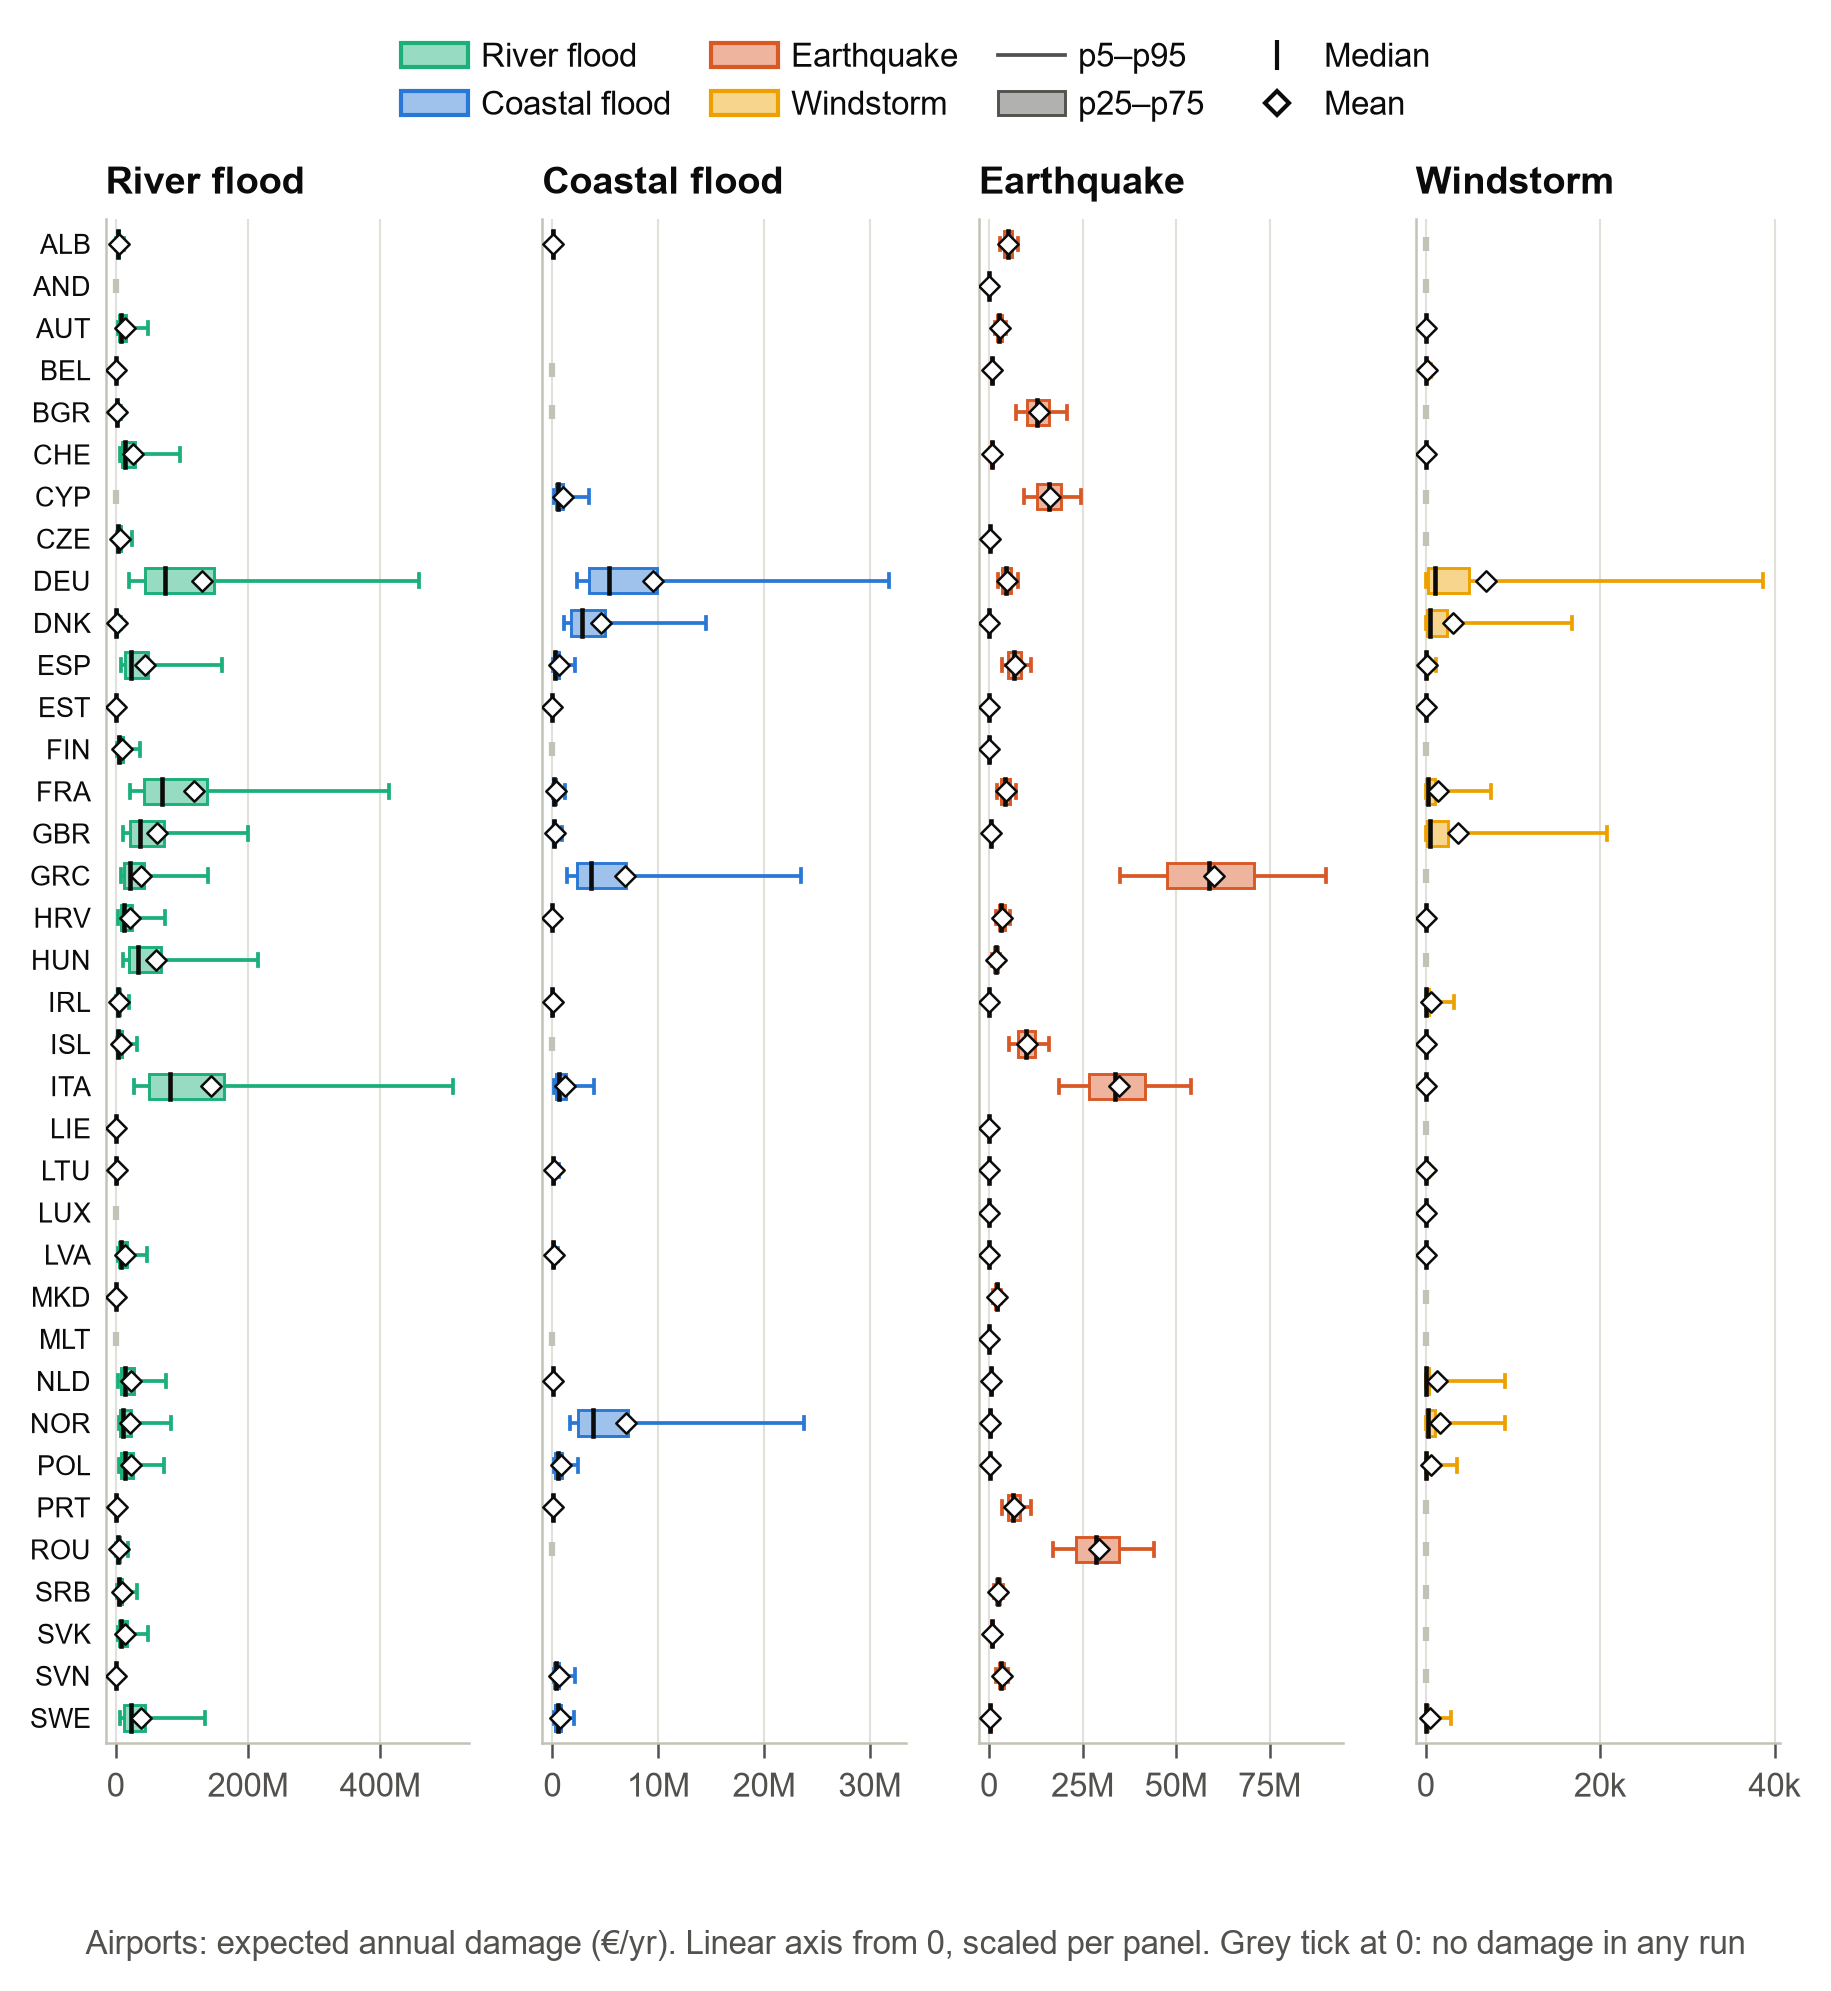 River flood Earthquake p5–p95 Median
Coastal flood Windstorm p25–p75 Mean
River flood Coastal flood Earthquake Windstorm
ALB
AND
AUT
BEL
BGR
CHE
CYP
CZE
DEU
DNK
ESP
EST
FIN
FRA
GBR
GRC
HRV
HUN
IRL
ISL
ITA
LIE
LTU
LUX
LVA
MKD
MLT
NLD
NOR
POL
PRT
ROU
SRB
SVK
SVN
SWE
0 200M 400M 0 10M 20M 30M 0 25M 50M 75M 0 20k 40k
Airports: expected annual damage (€/yr). Linear axis from 0, scaled per panel. Grey tick at 0: no damage in any run